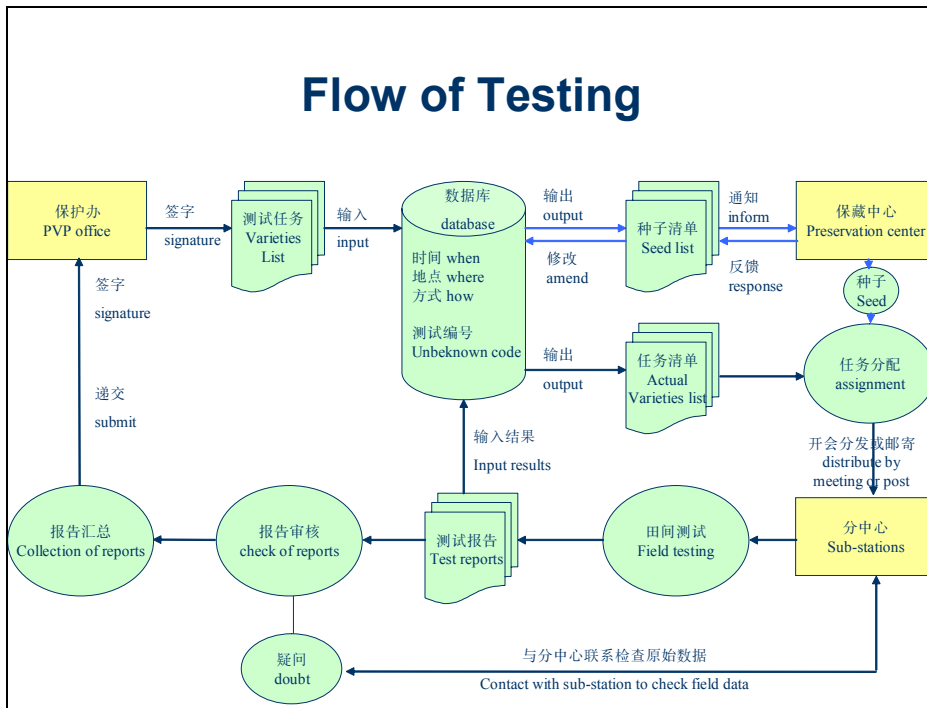 Flow of Testing
保护办
PVP office
签字
signature
测试任务
Varieties
List
输入
input
数据库
database
时间 when
地点 where
方式 how
测试编号
Unbeknown code
输出
output
修改
amend
种子清单
Seed list
通知
inform
反馈
response
保藏中心
Preservation center
种子
Seed
签字
signature
递交
submit
输出
output
任务清单
Actual
Varieties list
任务分配
assignment
开会分发或邮寄
distribute by
meeting or post
输入结果
Input results
报告汇总
Collection of reports
报告审核
check of reports
测试报告
Test reports
田间测试
Field testing
分中心
Sub-stations
疑问
doubt
与分中心联系检查原始数据
Contact with sub-station to check field data